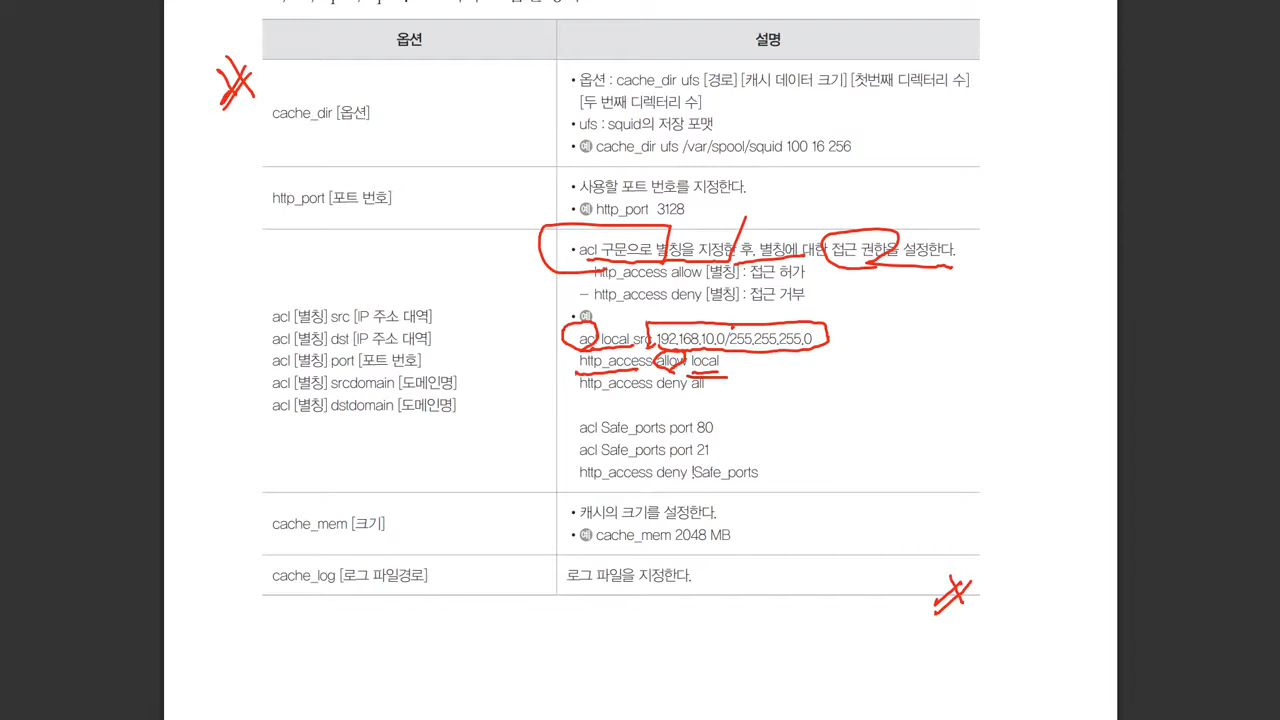 옵션
설명
cache_dir [옵션]
• 옵션 : cache_dir ufs [경로] [캐시 데이터 크기] [첫번째 디렉터리 수]
[두 번째 디렉터리 수]
• ufs : squid의 저장 포맷
• 예 cache_dir ufs /var/spool/squid 100 16 256
http_port [포트 번호]
• 사용할 포트 번호를 지정한다.
• 예 http_port 3128
acl [별칭] src [IP 주소 대역]
acl [별칭] dst [IP 주소 대역]
acl [별칭] port [포트 번호]
acl [별칭] srcdomain [도메인명]
acl [별칭] dstdomain [도메인명]
• acl 구문으로 별칭을 지정한 후, 별칭에 대한 접근 권한을 설정한다.
– http_access allow [별칭] : 접근 허가
– http_access deny [별칭] : 접근 거부
• 예
acl local src 192.168.10.0/255.255.255.0
http_access allow local
http_access deny all
acl Safe_ports port 80
acl Safe_ports port 21
http_access deny !Safe_ports
cache_mem [크기]
• 캐시의 크기를 설정한다.
• 예 cache_mem 2048 MB
cache_log [로그 파일경로]
로그 파일을 지정한다.